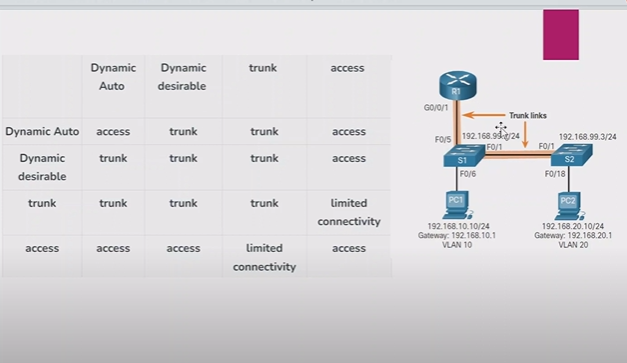 Dynamic Auto
Dynamic desirable
trunk
access
Dynamic Auto
access
trunk
trunk
access
Dynamic desirable
trunk
trunk
trunk
access
trunk
trunk
trunk
trunk
limited connectivity
access
access
access
limited connectivity
access
R1
G0/0/1
Trunk links
F0/5
/24
192.168.99.3/24
F0/1
F0/1
S1
S2
F0/6
F0/18
PC1
PC2
192.168.10.10/24
Gateway: 192.168.10.1
VLAN 10
192.168.20.10/24
Gateway: 192.168.20.1
VLAN 20